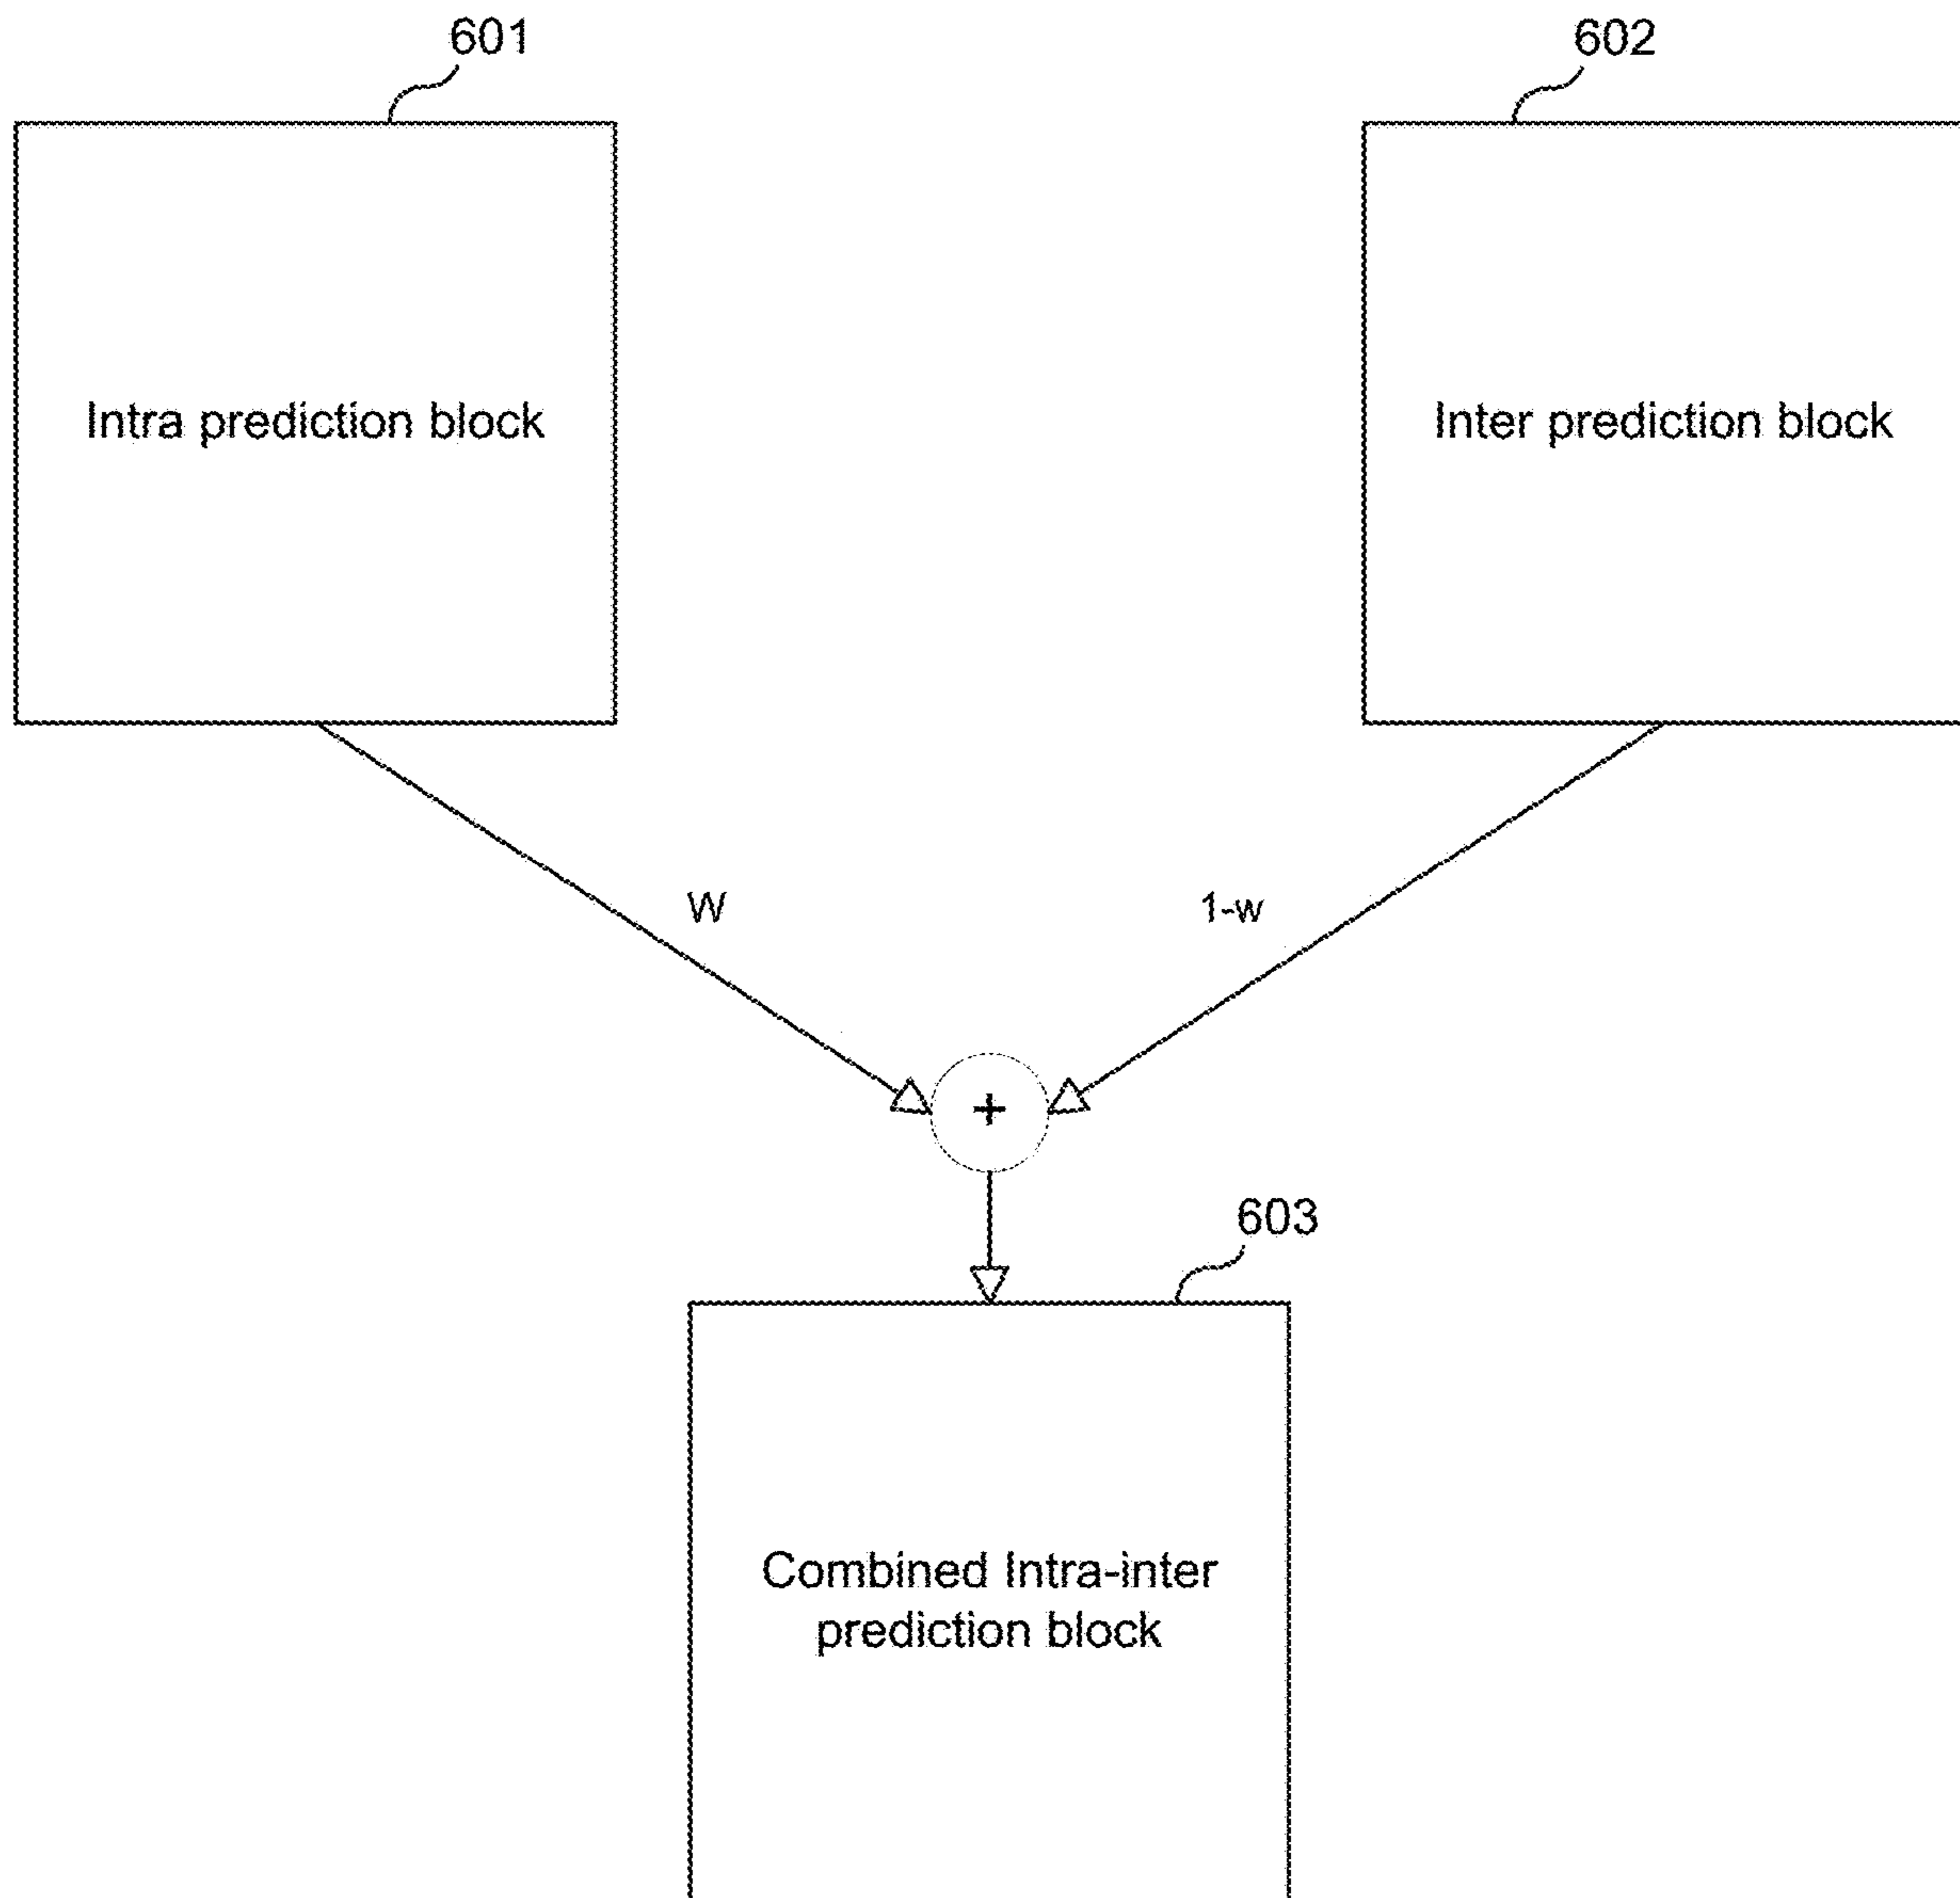 601
602
Intra prediction block
Inter prediction block
W
1-w
+
603
Combined Intra-inter
prediction block